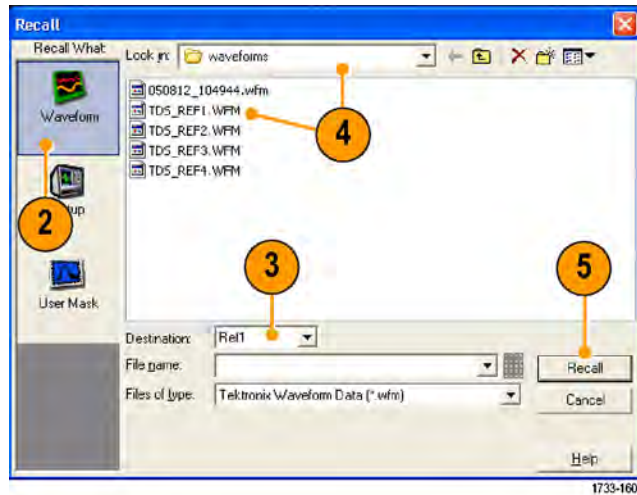 Recall
Recall What:
Look in: waveforms
Waveform
050812_104944.wfm
TDS_REF1.WFM
TDS_REF2.WFM
TDS_REF3.WFM
TDS_REF4.WFM
4
2
User Mask
3
5
Destination: Ref1
File name:
Recall
Files of type: Tektronix Waveform Data (*.wfm)
Cancel
Help
1733-160